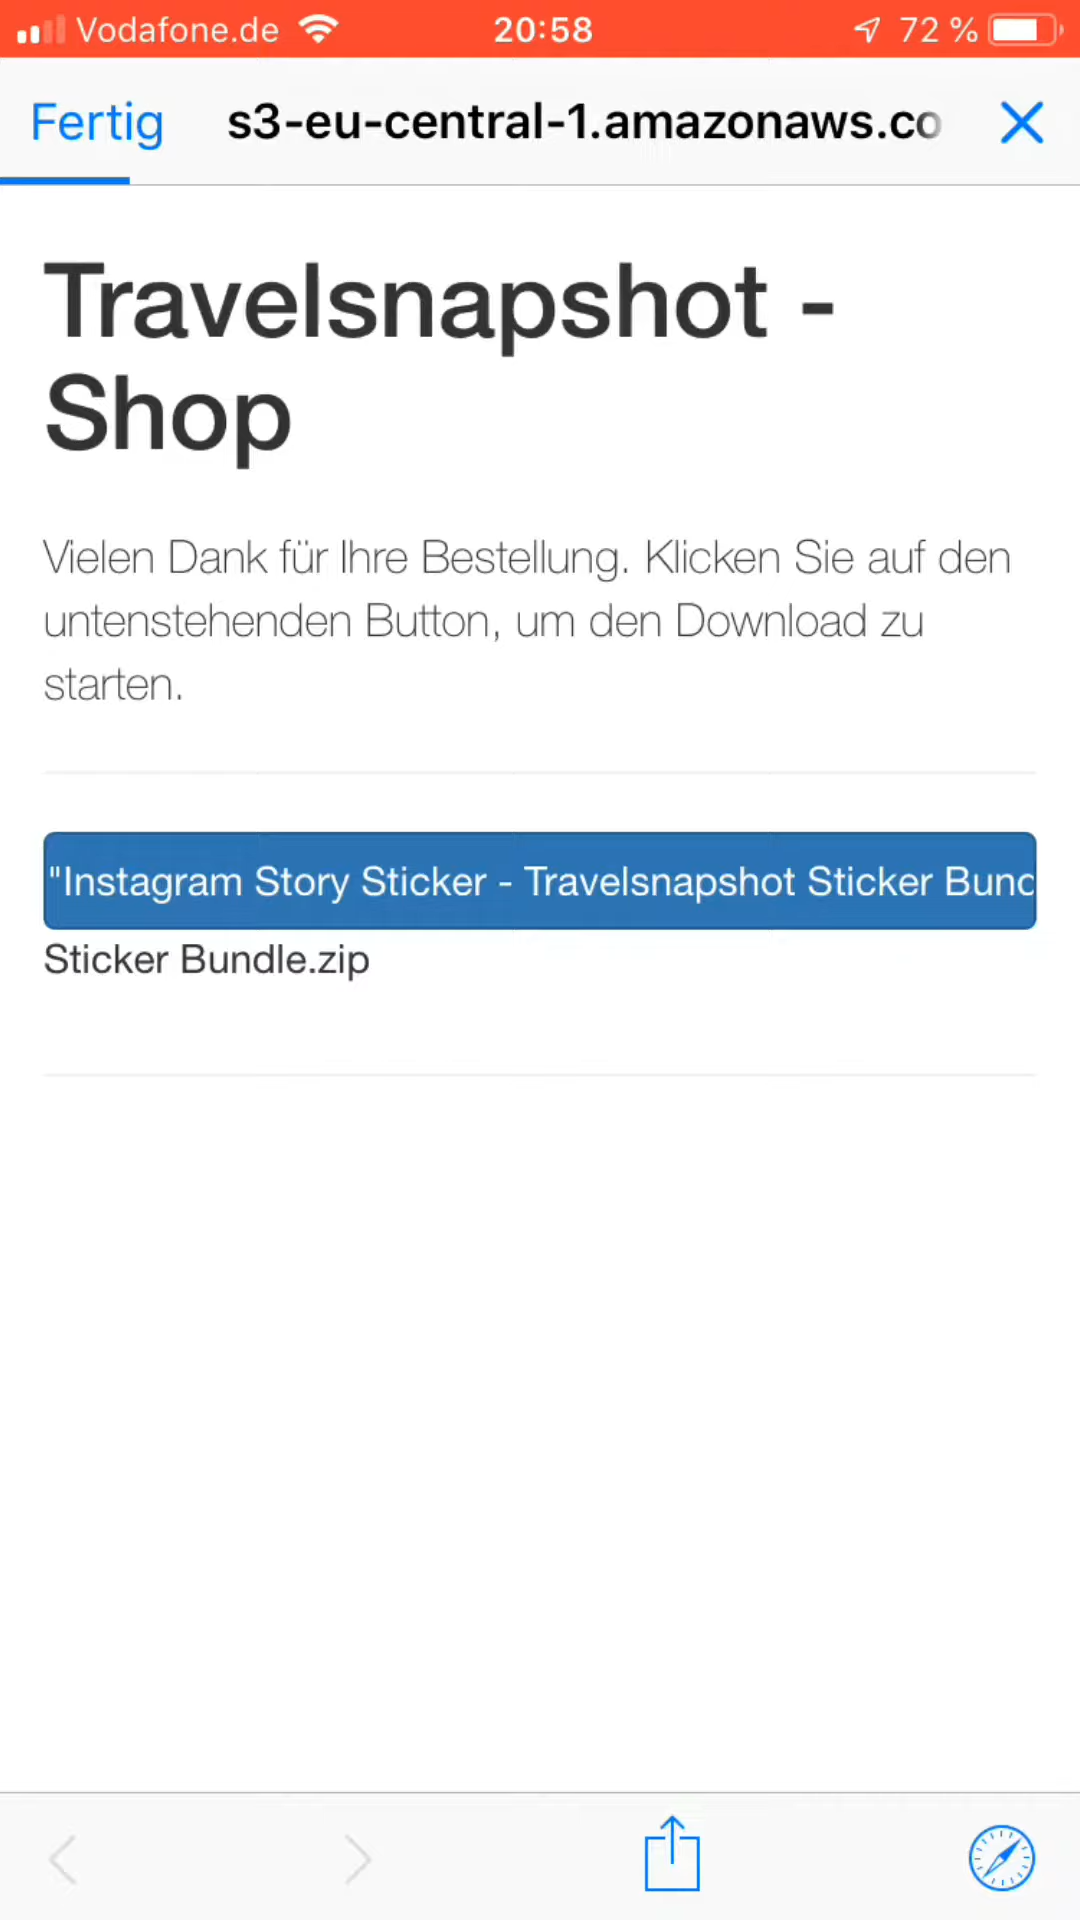 Vodafone.de 20:58 72 %
Fertig s3-eu-central-1.amazonaws.co
Travelsnapshot -
Shop
Vielen Dank für Ihre Bestellung. Klicken Sie auf den
untenstehenden Button, um den Download zu
starten.
"Instagram Story Sticker - Travelsnapshot Sticker Bund
Sticker Bundle.zip